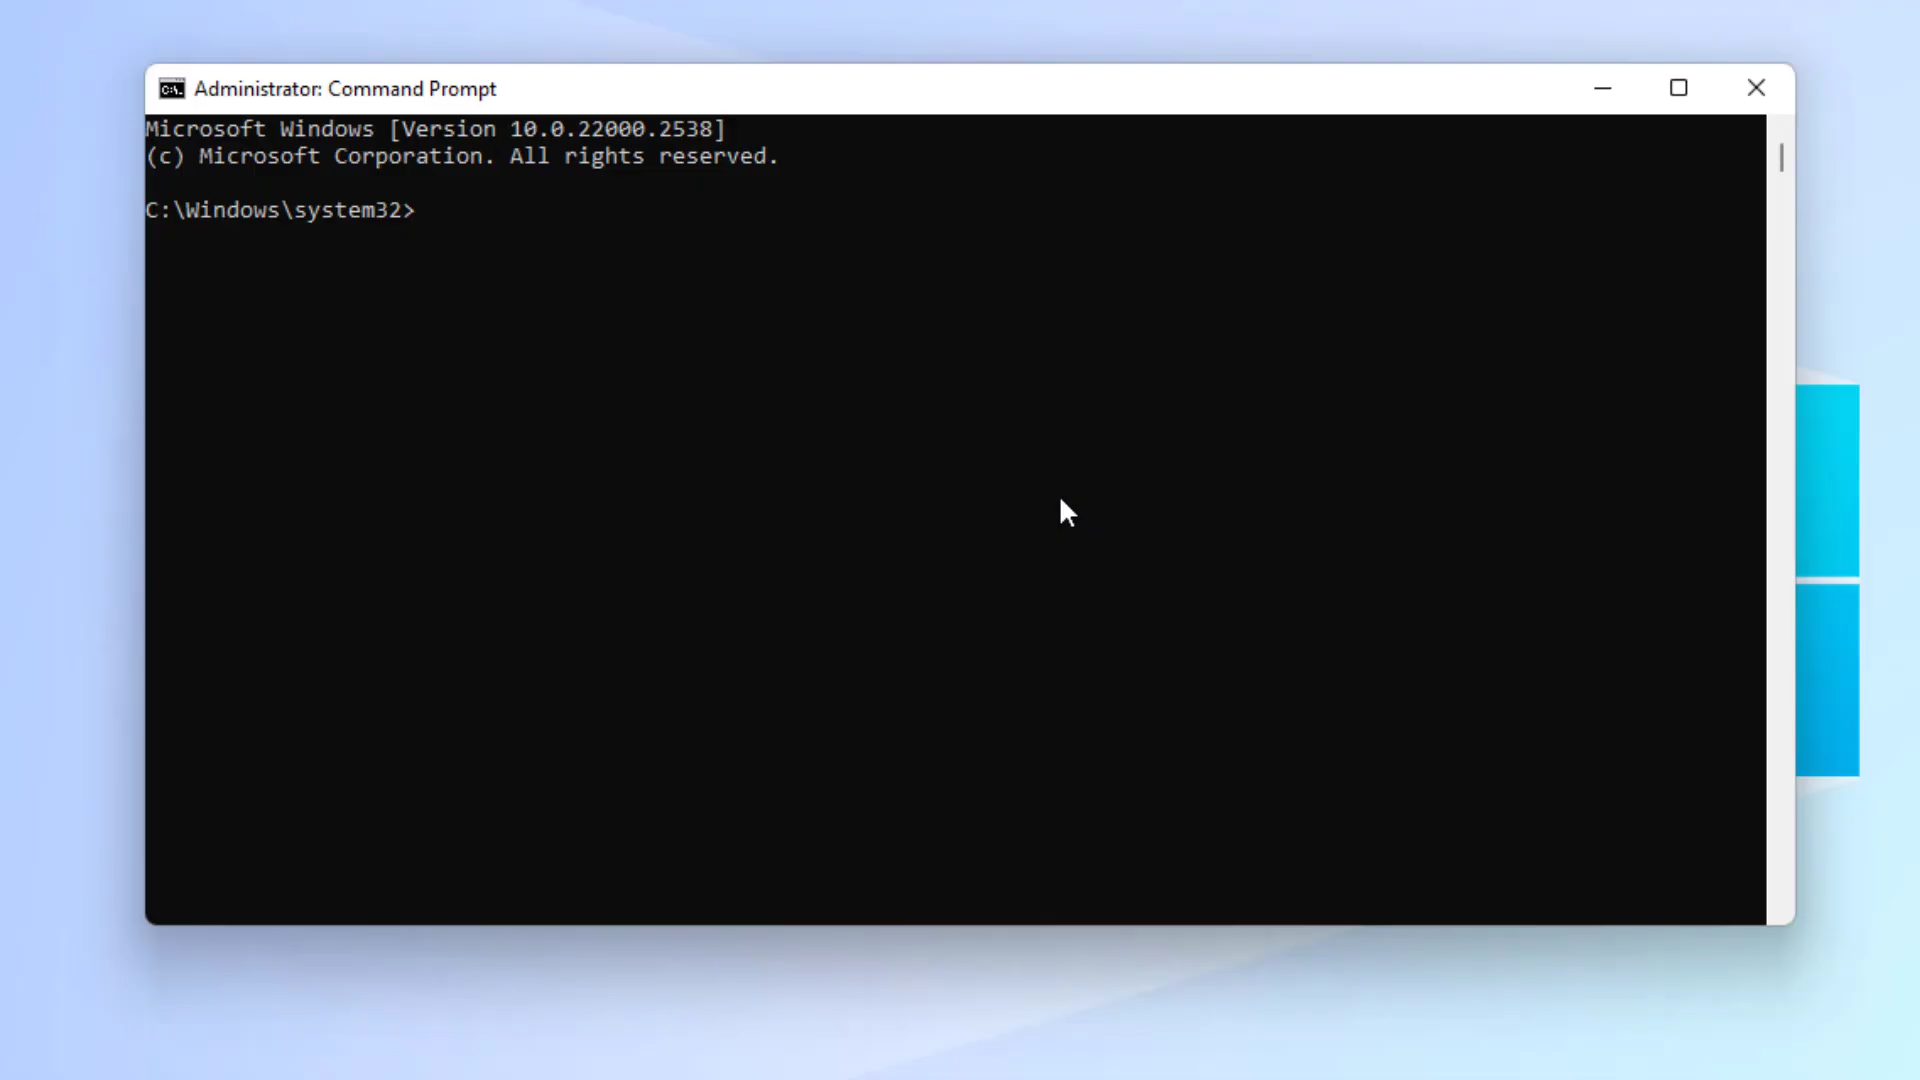 Administrator: Command Prompt
Microsoft Windows [Version 10.0.22000.2538]
(c) Microsoft Corporation. All rights reserved.
C:\Windows\system32>